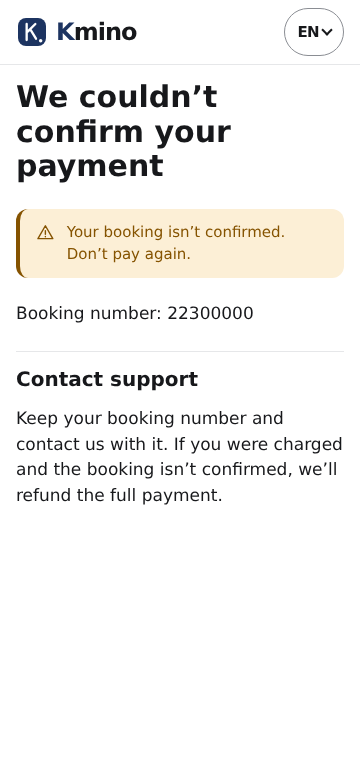 K.
Kmino
EN
We couldn’t
confirm your
payment
Your booking isn’t confirmed.
Don’t pay again.
Booking number: 22300000
Contact support
Keep your booking number and
contact us with it. If you were charged
and the booking isn’t confirmed, we’ll
refund the full payment.